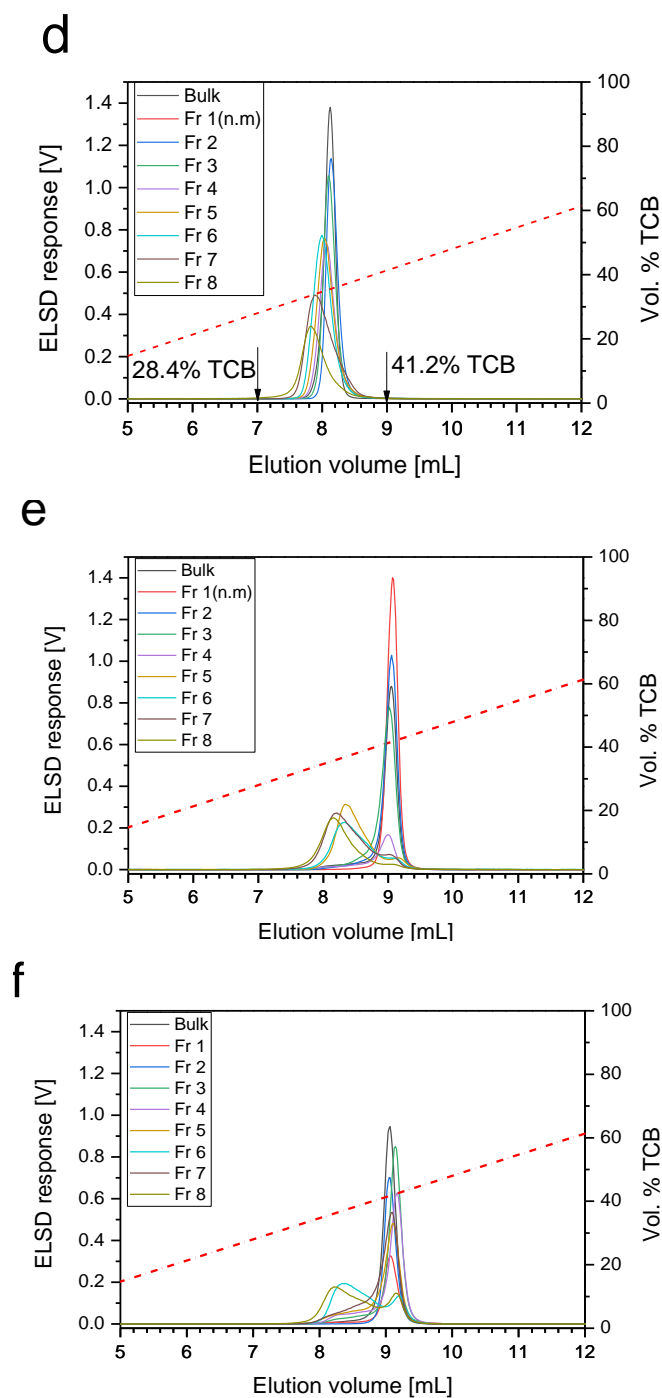 d
Bulk
Fr 1(n.m)
Fr 2
Fr 3
Fr 4
Fr 5
Fr 6
Fr 7
Fr 8
ELSD response [V]
1.4
1.2
1.0
0.8
0.6
0.4
0.2
0.0
100
80
60
40
20
0
Vol. % TCB
28.4% TCB
41.2% TCB
5 6 7 8 9 10 11 12
Elution volume [mL]
e
Bulk
Fr 1(n.m)
Fr 2
Fr 3
Fr 4
Fr 5
Fr 6
Fr 7
Fr 8
ELSD response [V]
1.4
1.2
1.0
0.8
0.6
0.4
0.2
0.0
100
80
60
40
20
0
Vol. % TCB
5 6 7 8 9 10 11 12
Elution volume [mL]
f
Bulk
Fr 1
Fr 2
Fr 3
Fr 4
Fr 5
Fr 6
Fr 7
Fr 8
ELSD response [V]
1.4
1.2
1.0
0.8
0.6
0.4
0.2
0.0
100
80
60
40
20
0
Vol. % TCB
5 6 7 8 9 10 11 12
Elution volume [mL]